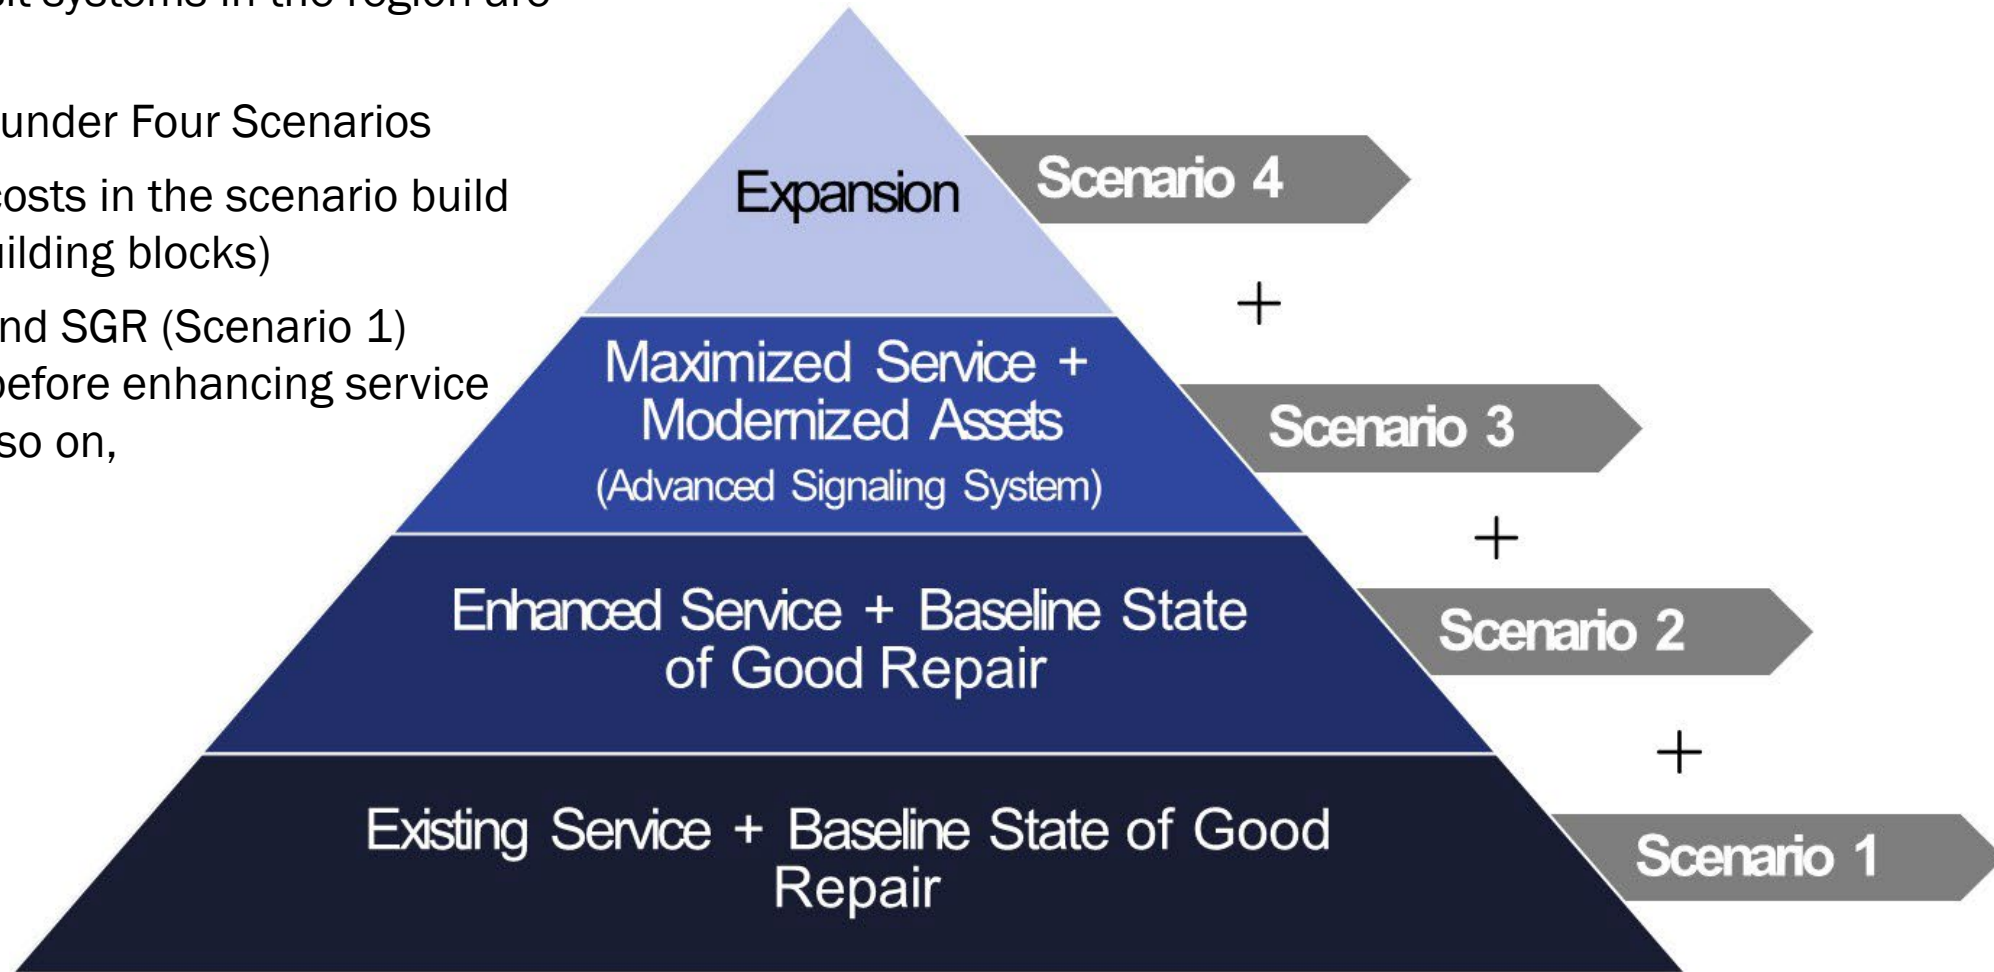 sit systems in the region are
under Four Scenarios
costs in the scenario build
uilding blocks)
nd SGR (Scenario 1)
before enhancing service
so on,
Expansion
Scenario 4
+
Maximized Service +
Modernized Assets
(Advanced Signaling System)
Scenario 3
+
Enhanced Service + Baseline State
of Good Repair
Scenario 2
+
Existing Service + Baseline State of Good
Repair
Scenario 1